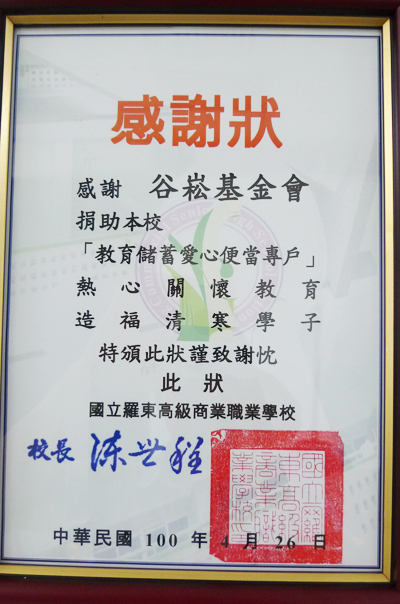 感謝狀
感謝 谷崧基金會
捐助本校
「教育儲蓄愛心便當專戶」
熱心關懷教育
造福清寒學子
特頒此狀謹致謝忱
此狀
國立羅東高級商業職業學校
校長 陳世程
中華民國 100 年 4 月 26 日